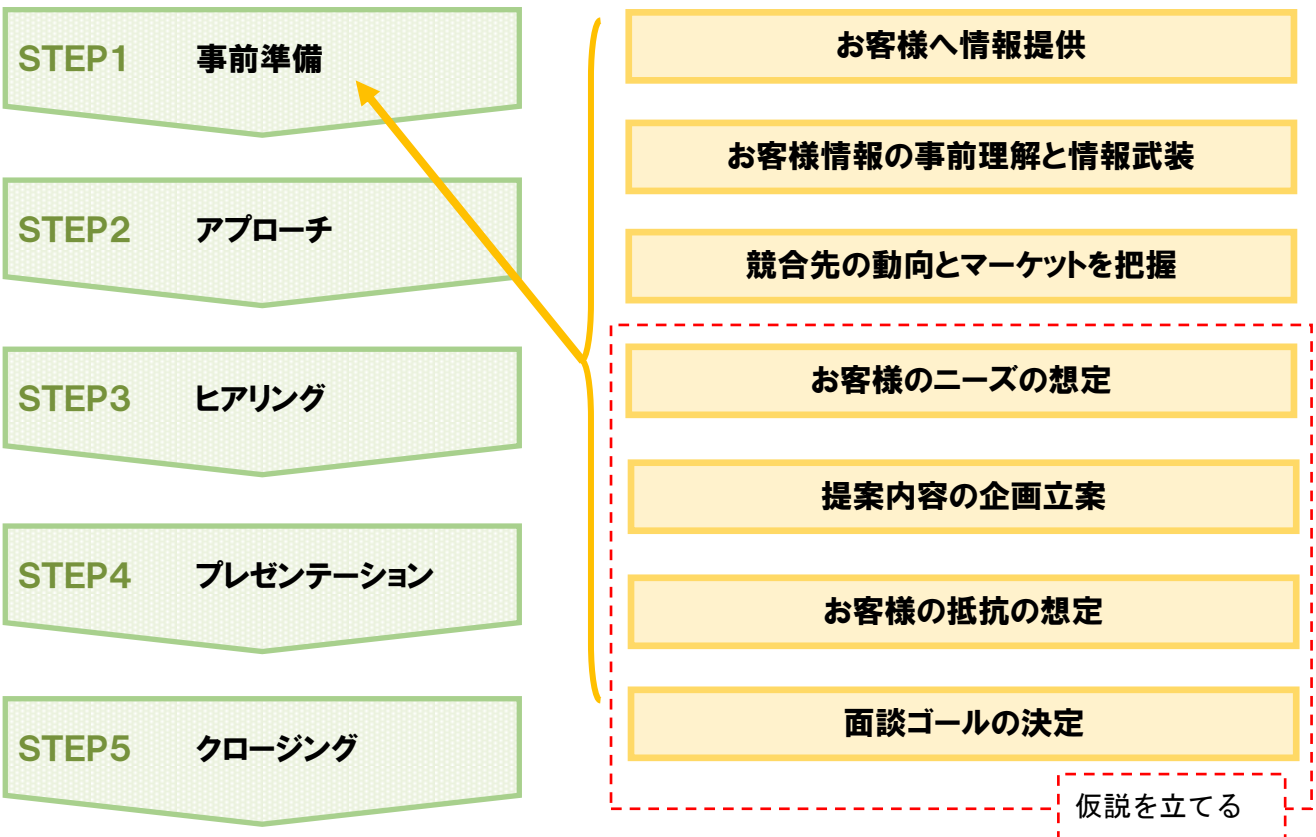 STEP1 事前準備
STEP2 アプローチ
STEP3 ヒアリング
STEP4 プレゼンテーション
STEP5 クロージング
お客様へ情報提供
お客様情報の事前理解と情報武装
競合先の動向とマーケットを把握
お客様のニーズの想定
提案内容の企画立案
お客様の抵抗の想定
面談ゴールの決定
仮説を立てる